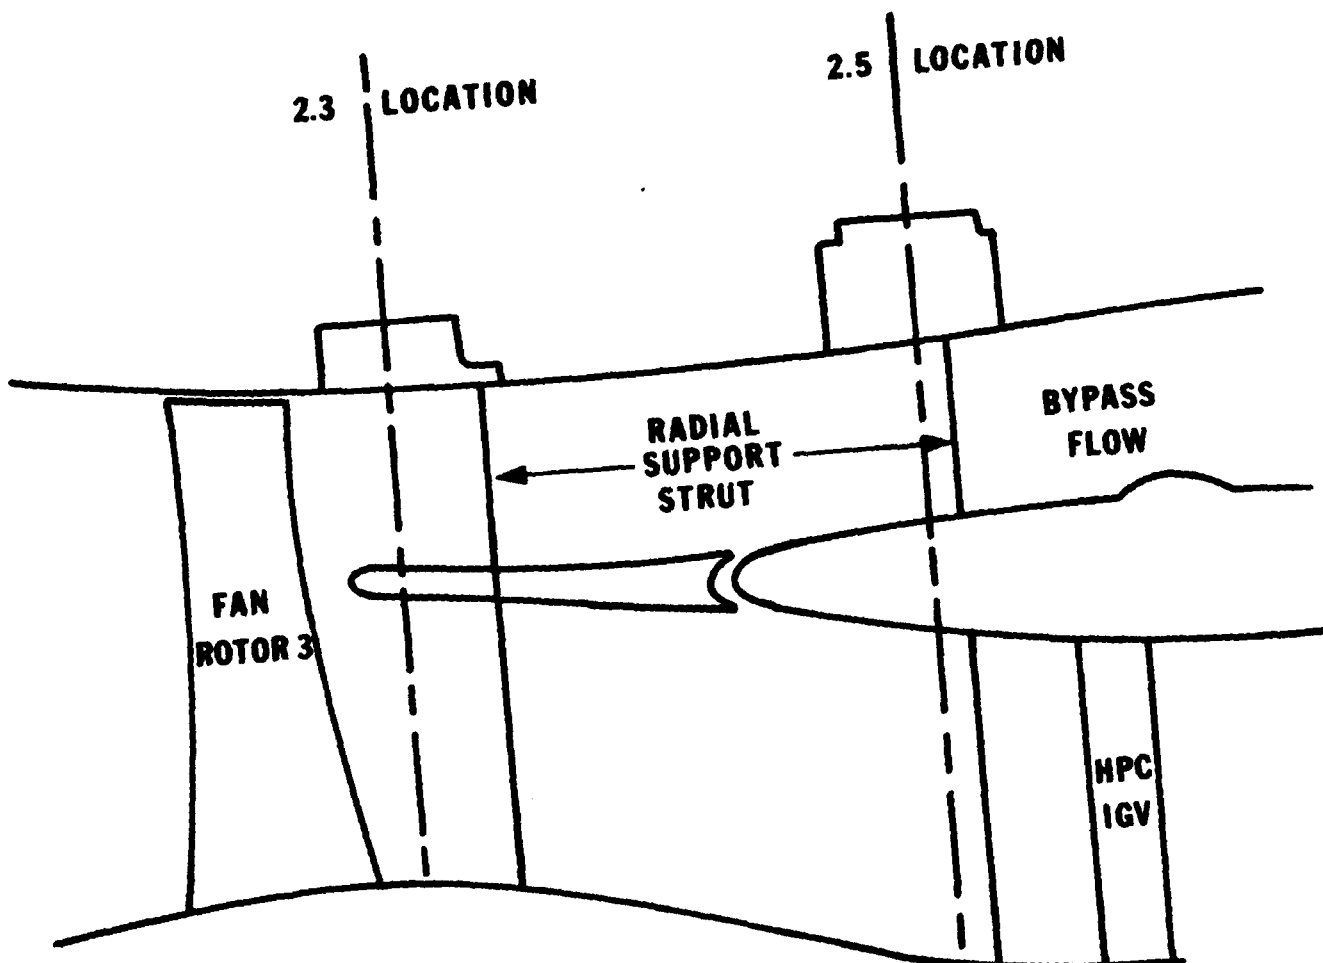 2.3 LOCATION
2.5 LOCATION
RADIAL
SUPPORT
STRUT
BYPASS
FLOW
FAN
ROTOR 3
HPC
IGV